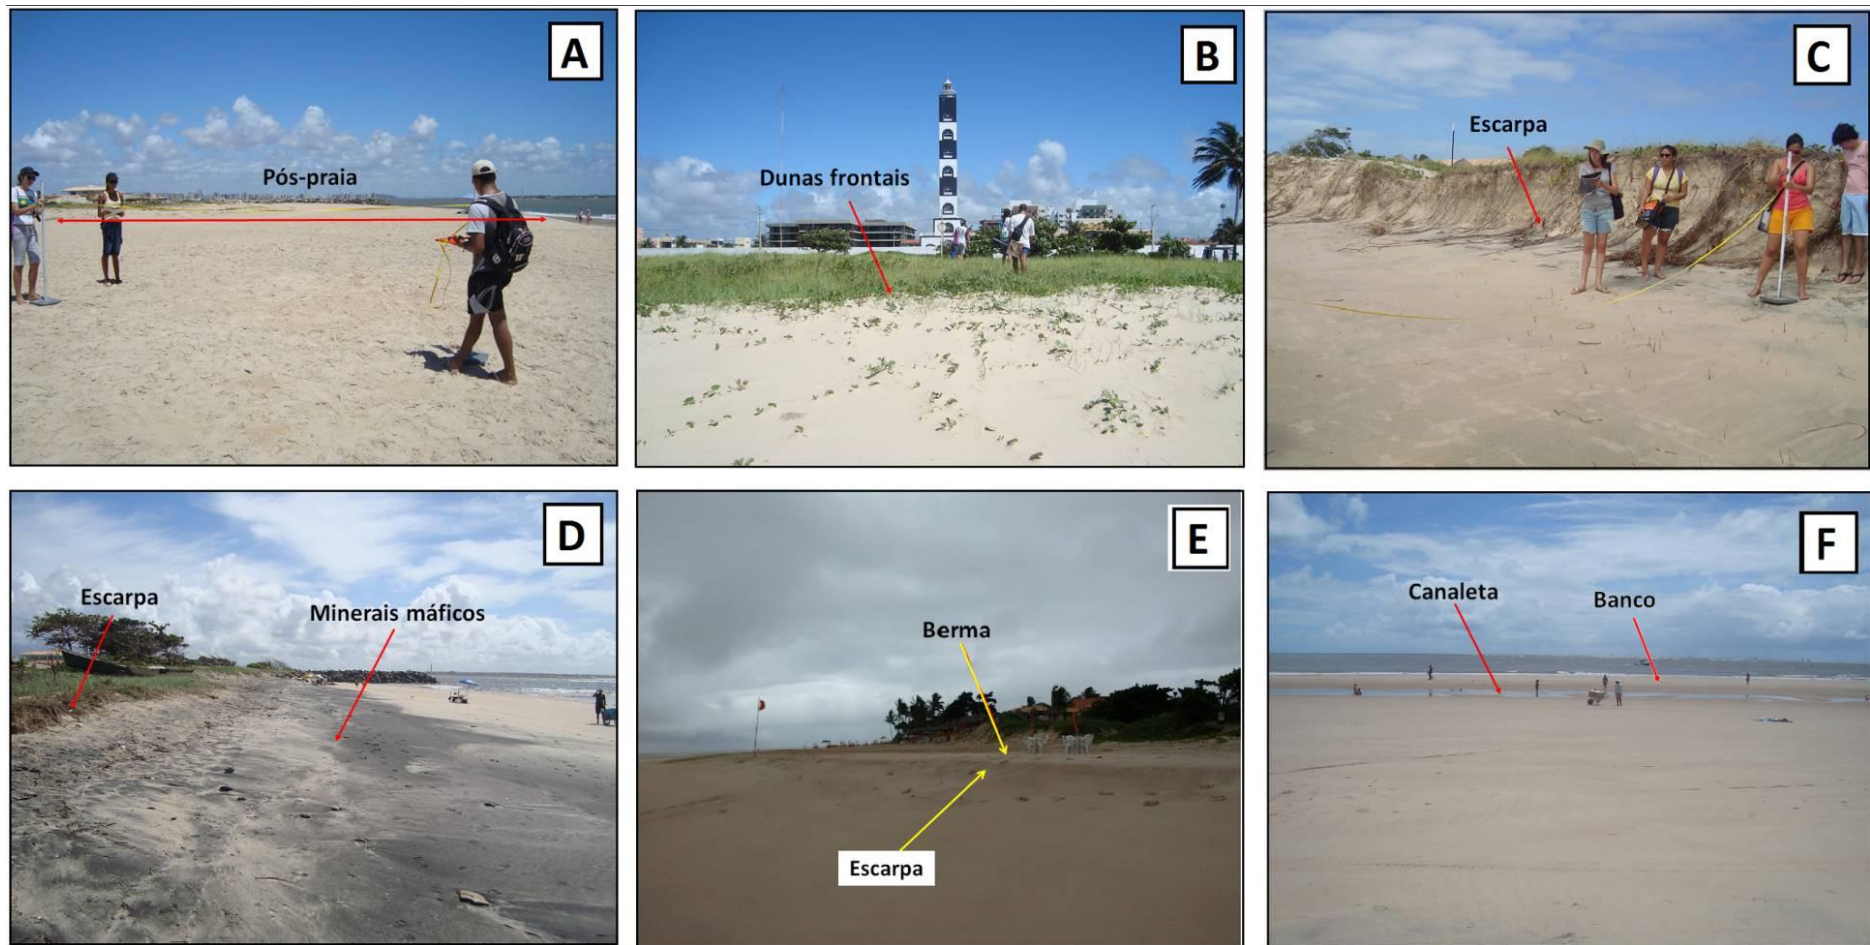 A
Pós-praia
B
Dunas frontais
C
Escarpa
D
Escarpa
Minerais máficos
E
Berma
Escarpa
F
Canaleta
Banco